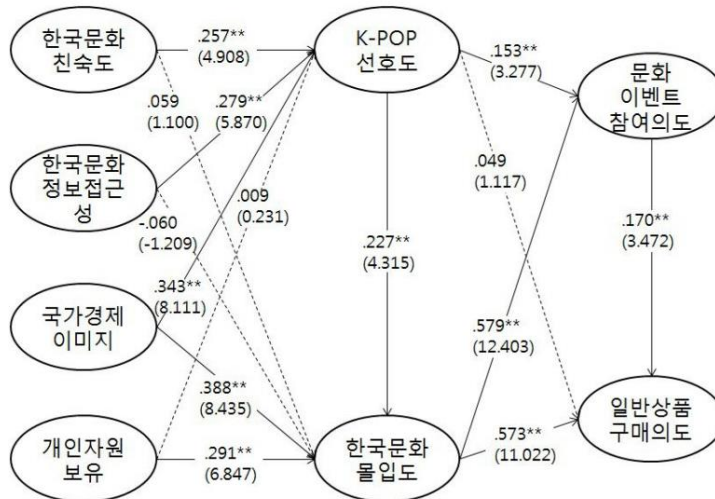 한국문화
친숙도
.257**
(4.908)
K-POP
선호도
.153**
(3.277)
문화
이벤트
참여의도
.059
(1.100)
.279**
(5.870)
한국문화
정보접근
성
.009
(0.231)
.049
(1.117)
-.060
(-1.209)
.227**
(4.315)
.170**
(3.472)
국가경제
이미지
.343**
(8.111)
.579**
(12.403)
.388**
(8.435)
개인자원
보유
.291**
(6.847)
한국문화
몰입도
.573**
(11.022)
일반상품
구매의도